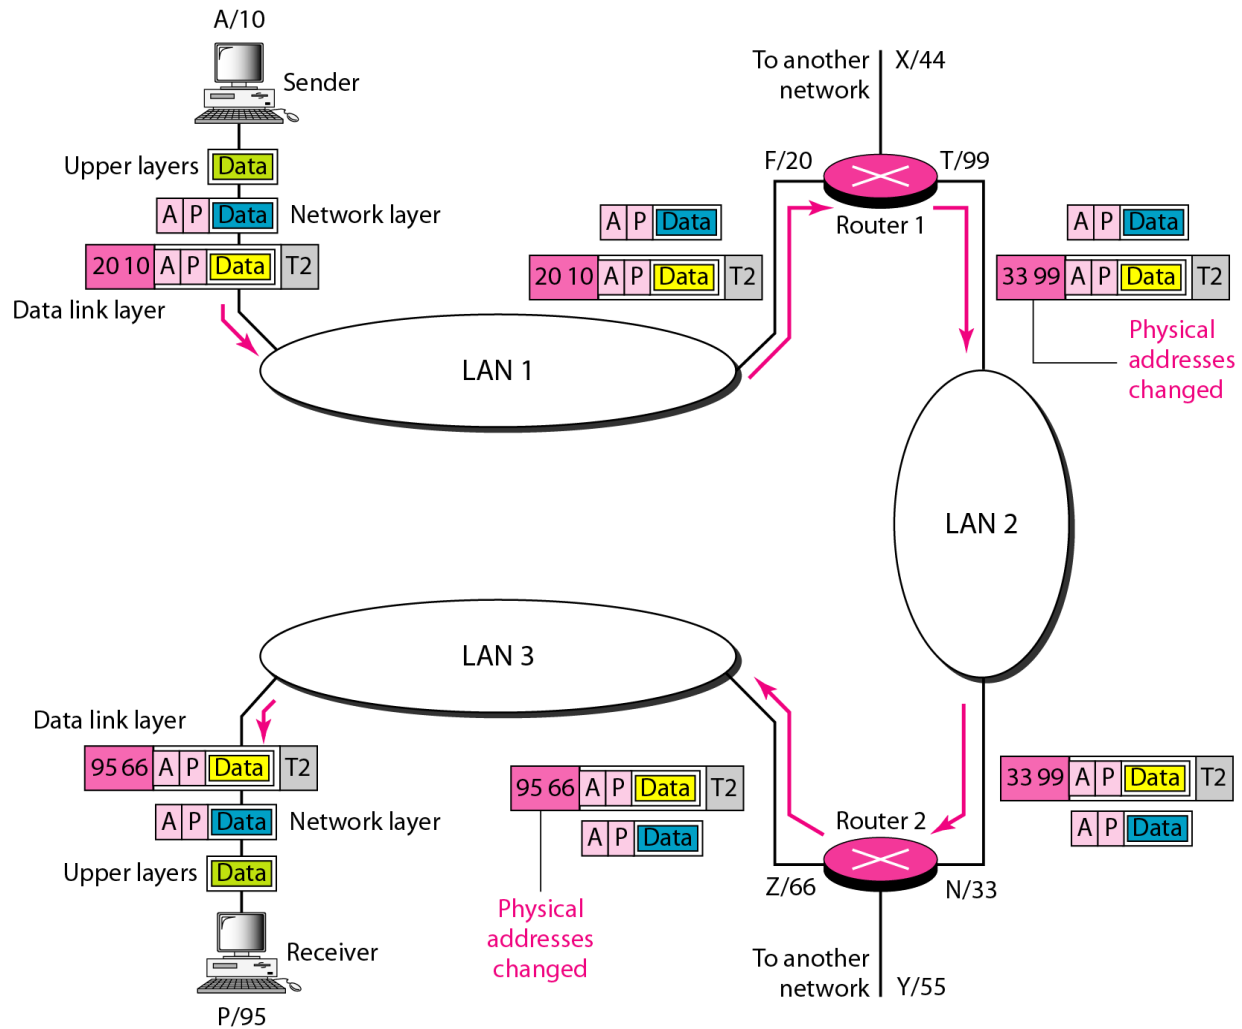 A/10
Sender
Upper layers
Data
A P Data
Network layer
20 10 A P Data T2
Data link layer
LAN 1
A P Data
20 10 A P Data T2
To another
network
X/44
F/20
T/99
Router 1
A P Data
33 99 A P Data T2
Physical
addresses
changed
LAN 2
33 99 A P Data T2
A P Data
Router 2
Z/66
N/33
To another
network
Y/55
95 66 A P Data T2
A P Data
Physical
addresses
changed
LAN 3
Data link layer
95 66 A P Data T2
A P Data
Network layer
Upper layers
Data
Receiver
P/95